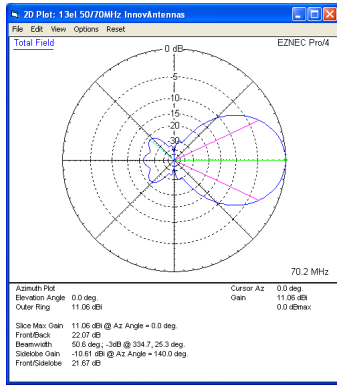 2D Plot: 13el 50/70MHz InnovAntennas
File Edit View Options Reset
Total Field
EZNEC Pro/4
0 dB
-5
-10
-15
-20
-30
70.2 MHz
Azimuth Plot
Elevation Angle 0.0 deg.
Outer Ring 11.06 dBi
Cursor Az 0.0 deg.
Gain 11.06 dBi
0.0 dBmax
Slice Max Gain 11.06 dBi @ Az Angle = 0.0 deg.
Front/Back 22.07 dB
Beamwidth 50.6 deg.; -3dB @ 334.7, 25.3 deg.
Sidelobe Gain -10.61 dBi @ Az Angle = 140.0 deg.
Front/Sidelobe 21.67 dB